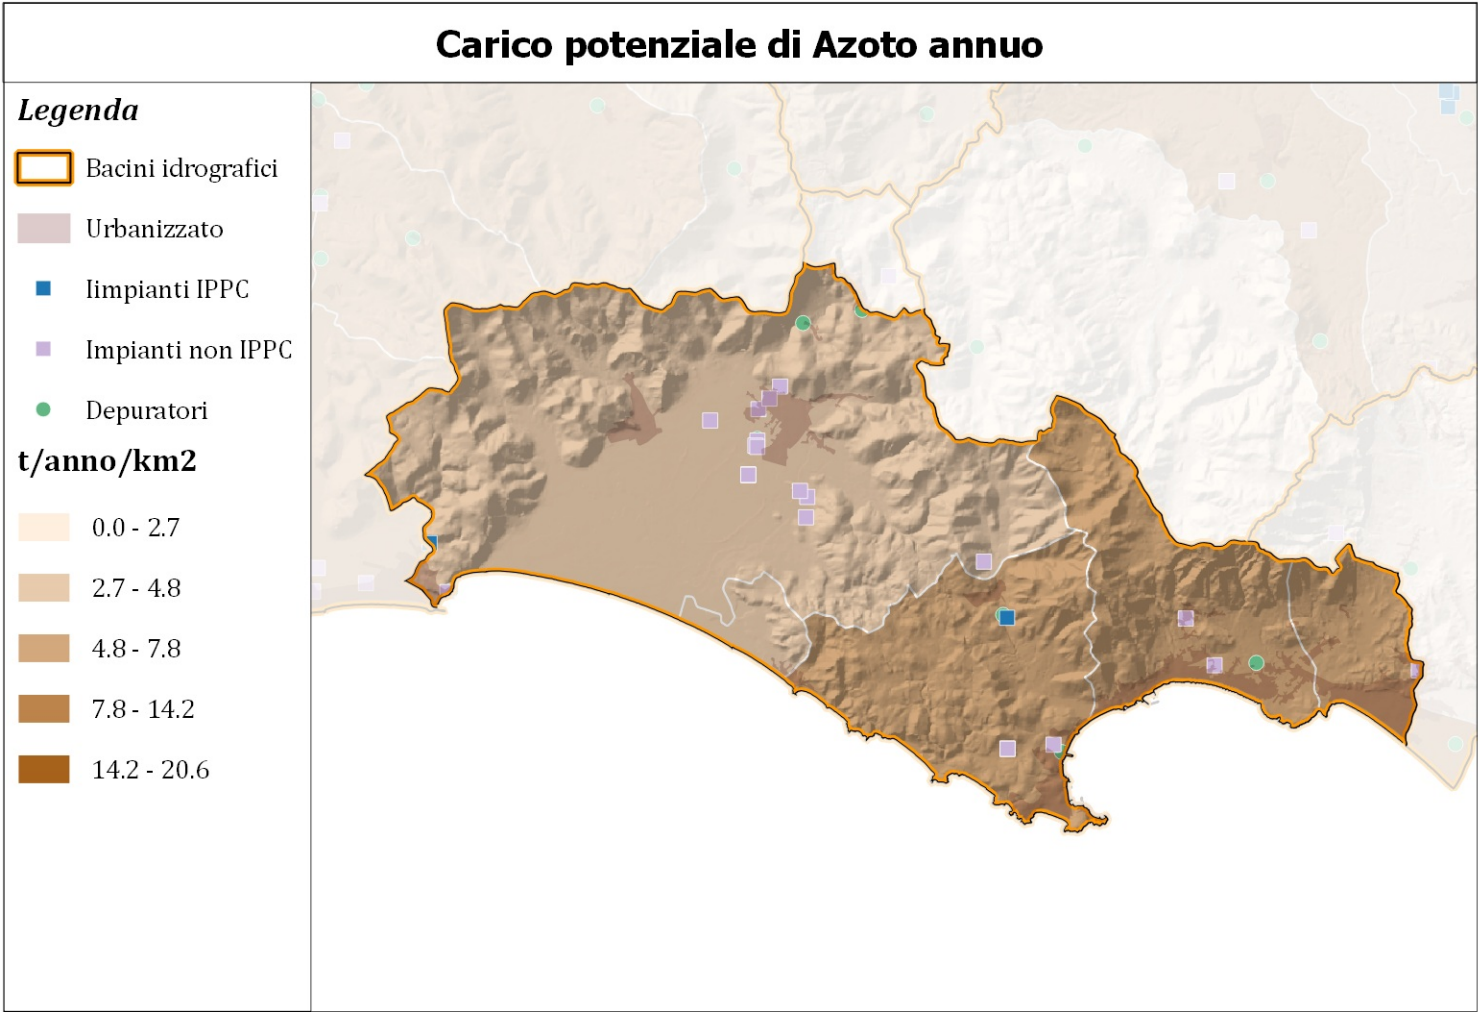 Carico potenziale di Azoto annuo
Legenda
Bacini idrografici
Urbanizzato
Iimpianti IPPC
Impianti non IPPC
Depuratori
t/anno/km2
0.0 - 2.7
2.7 - 4.8
4.8 - 7.8
7.8 - 14.2
14.2 - 20.6